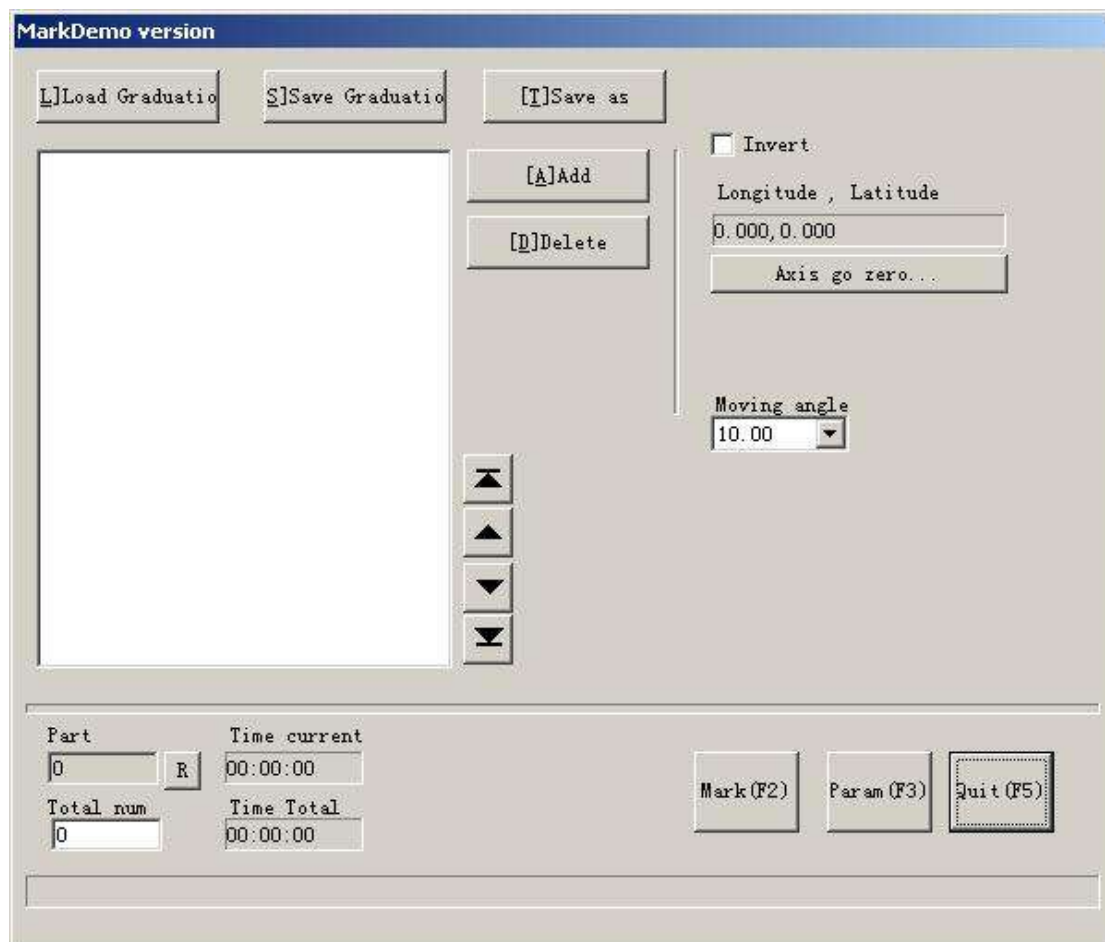 MarkDemo version
L]Load Graduatio
S]Save Graduatio
[T]Save as
[A]Add
[D]Delete
Invert
Longitude , Latitude
0.000,0.000
Axis go zero...
Moving angle
10.00
Part
Time current
0
R
00:00:00
Total num
Time Total
0
00:00:00
Mark(F2)
Param(F3)
Quit(F5)